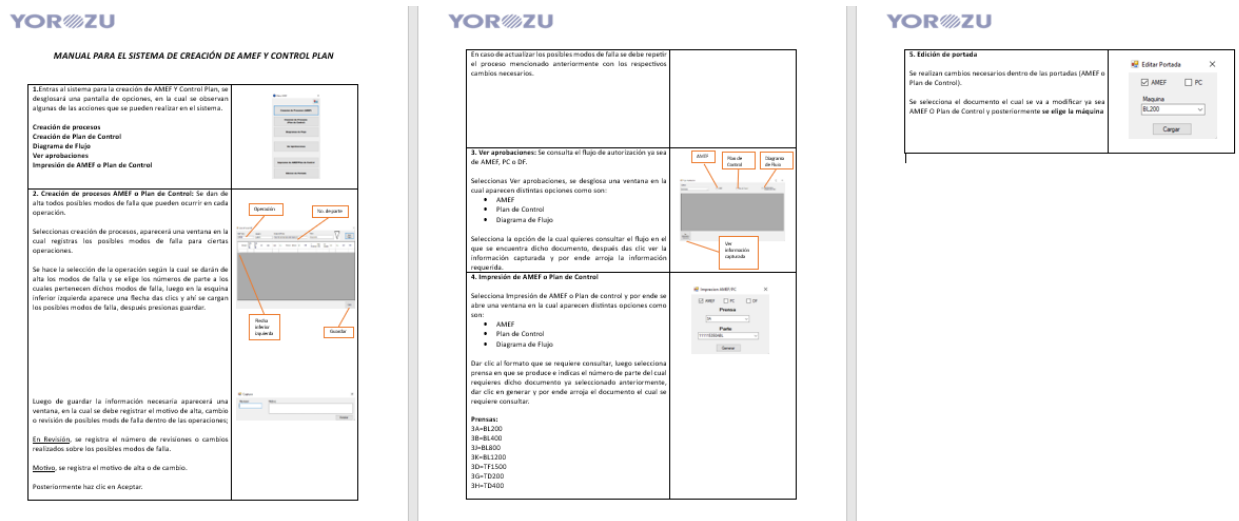 YOROZU
MANUAL PARA EL SISTEMA DE CREACIÓN DE AMEF Y CONTROL PLAN
1.Entras al sistema para la creación de AMEF Y Control Plan, se
desglosará una pantalla de opciones, en la cual se observan
algunas de las acciones que se pueden realizar en el sistema.
Creación de procesos
Creación de Plan de Control
Diagrama de Flujo
Ver aprobaciones
Impresión de AMEF o Plan de Control
2. Creación de procesos AMEF o Plan de Control: Se dan de
alta todos posibles modos de falla que pueden ocurrir en cada
operación.
Seleccionas creación de procesos, aparecerá una ventana en la
cual registras los posibles modos de falla para ciertas
operaciones.
Se hace la selección de la operación según la cual se darán de
alta los modos de falla y se elige los números de parte a los
cuales pertenecen dichos modos de falla, luego en la esquina
inferior izquierda aparece una flecha das clics y ahí se cargan
los posibles modos de falla, después presionas guardar.
Operación
No. de parte
Flecha
inferior
izquierda
Guardar
Luego de guardar la información necesaria aparecerá una
ventana, en la cual se debe registrar el motivo de alta, cambio
o revisión de posibles mods de falla dentro de las operaciones;
En Revisión, se registra el número de revisiones o cambios
realizados sobre los posibles modos de falla.
Motivo, se registra el motivo de alta o de cambio.
Posteriormente haz clic en Aceptar.
YOROZU
En caso de actualizar los posibles modos de falla se debe repetir
el proceso mencionado anteriormente con los respectivos
cambios necesarios.
3. Ver aprobaciones: Se consulta el flujo de autorización ya sea
de AMEF, PC o DF.
Seleccionas Ver aprobaciones, se desglosa una ventana en la
cual aparecen distintas opciones como son:
• AMEF
• Plan de Control
• Diagrama de Flujo
Selecciona la opción de la cual quieres consultar el flujo en el
que se encuentra dicho documento, después das clic ver la
información capturada y por ende arroja la información
requerida.
AMEF
Plan de
Control
Diagrama
de flujo
Ver
información
capturada
4. Impresión de AMEF o Plan de Control
Selecciona Impresión de AMEF o Plan de control y por ende se
abre una ventana en la cual aparecen distintas opciones como
son:
• AMEF
• Plan de Control
• Diagrama de Flujo
Dar clic al formato que se requiere consultar, luego selecciona
prensa en que se produce e indicas el número de parte del cual
requieres dicho documento ya seleccionado anteriormente,
dar clic en generar y por ende arroja el documento el cual se
requiere consultar.
Prensas:
3A=BL200
3B=BL400
3J=BL800
3K=BL1200
3D=TF1500
3G=TD200
3H=TD400
Impresion AMEF/PC
AMEF PC DF
Prensa
Parte
Generar
YOROZU
5. Edición de portada
Se realizan cambios necesarios dentro de las portadas (AMEF o
Plan de Control).
Se selecciona el documento el cual se va a modificar ya sea
AMEF O Plan de Control y posteriormente se elige la máquina
Editar Portada
AMEF PC
Maquina
BL200
Cargar